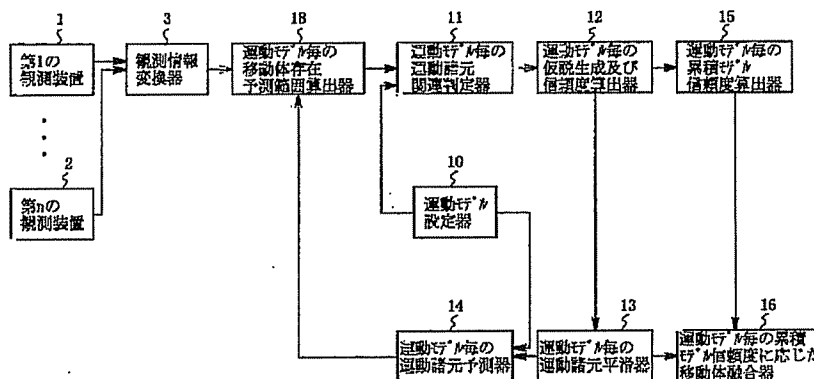 1
第1の
観測装置
2
第nの
観測装置
3
観測情報
変換器
18
運動モデル毎の
移動体存在
予測範囲算出器
11
運動モデル毎の
運動諸元
関連判定器
12
運動モデル毎の
仮説生成及び
信頼度算出器
15
運動モデル毎の
累積モデル
信頼度算出器
10
運動モデル
設定器
14
運動モデル毎の
運動諸元予測器
13
運動モデル毎の
運動諸元平滑器
16
運動モデル毎の累積
モデル信頼度に応じた
移動体融合器